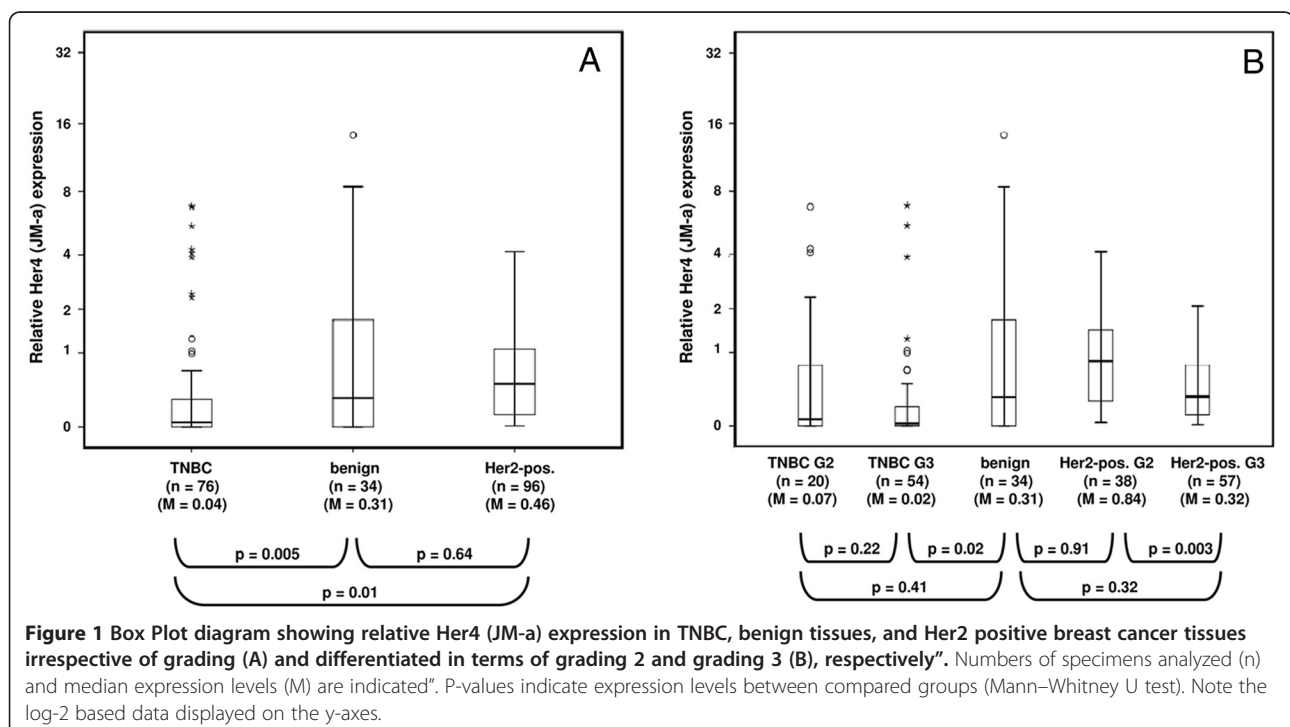 A
Relative Her4 (JM-a) expression
32
16
8
4
2
1
0
TNBC
(n = 76)
(M = 0.04)
benign
(n = 34)
(M = 0.31)
Her2-pos.
(n = 96)
(M = 0.46)
p = 0.005
p = 0.64
p = 0.01
B
Relative Her4 (JM-a) expression
32
16
8
4
2
1
0
TNBC G2
(n = 20)
(M = 0.07)
TNBC G3
(n = 54)
(M = 0.02)
benign
(n = 34)
(M = 0.31)
Her2-pos. G2
(n = 38)
(M = 0.84)
Her2-pos. G3
(n = 57)
(M = 0.32)
p = 0.22
p = 0.02
p = 0.91
p = 0.003
p = 0.41
p = 0.32
Figure 1 Box Plot diagram showing relative Her4 (JM-a) expression in TNBC, benign tissues, and Her2 positive breast cancer tissues
irrespective of grading (A) and differentiated in terms of grading 2 and grading 3 (B), respectively”. Numbers of specimens analyzed (n)
and median expression levels (M) are indicated”. P-values indicate expression levels between compared groups (Mann–Whitney U test). Note the
log-2 based data displayed on the y-axes.